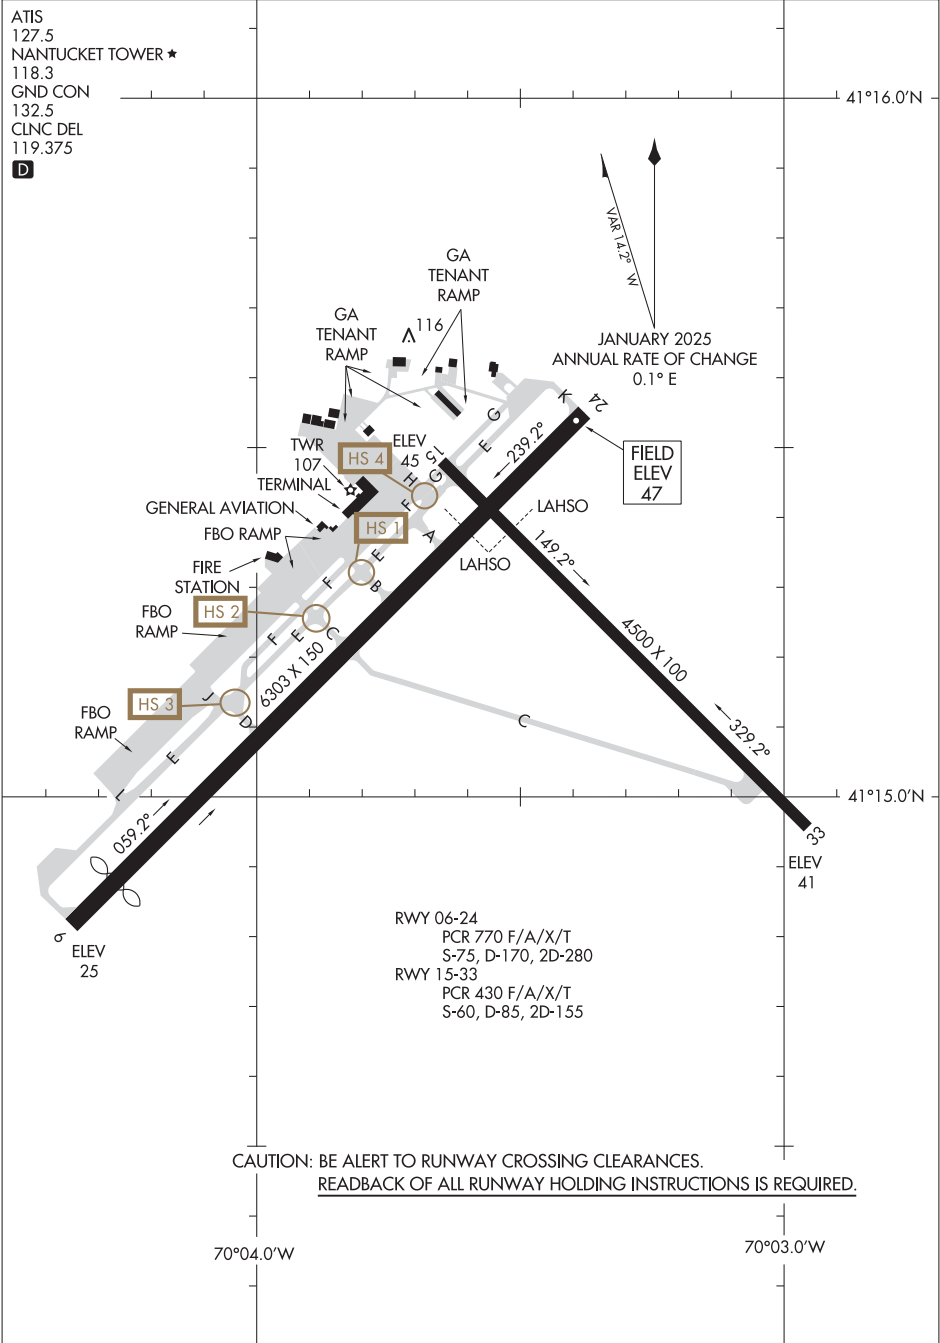 ATIS
127.5
NANTUCKET TOWER ★
118.3
GND CON
132.5
CLNC DEL
119.375
D
41°16.0'N
VAR 14.2° W
JANUARY 2025
ANNUAL RATE OF CHANGE
0.1° E
GA
TENANT
RAMP
GA
TENANT
RAMP
116
K
24
G
E
239.2°
FIELD
ELEV
47
TWR
107
HS 4
ELEV
45
15
H
G
F
TERMINAL
GENERAL AVIATION
FBO RAMP
HS 1
A
LAHSO
LAHSO
149.2°
FIRE
STATION
E
F
B
FBO
RAMP
HS 2
F
E
C
6303 X 150
4500 X 100
HS 3
J
D
C
329.2°
FBO
RAMP
E
L
41°15.0'N
059.2°
33
ELEV
41
6
ELEV
25
RWY 06-24
PCR 770 F/A/X/T
S-75, D-170, 2D-280
RWY 15-33
PCR 430 F/A/X/T
S-60, D-85, 2D-155
CAUTION: BE ALERT TO RUNWAY CROSSING CLEARANCES.
READBACK OF ALL RUNWAY HOLDING INSTRUCTIONS IS REQUIRED.
70°04.0'W
70°03.0'W